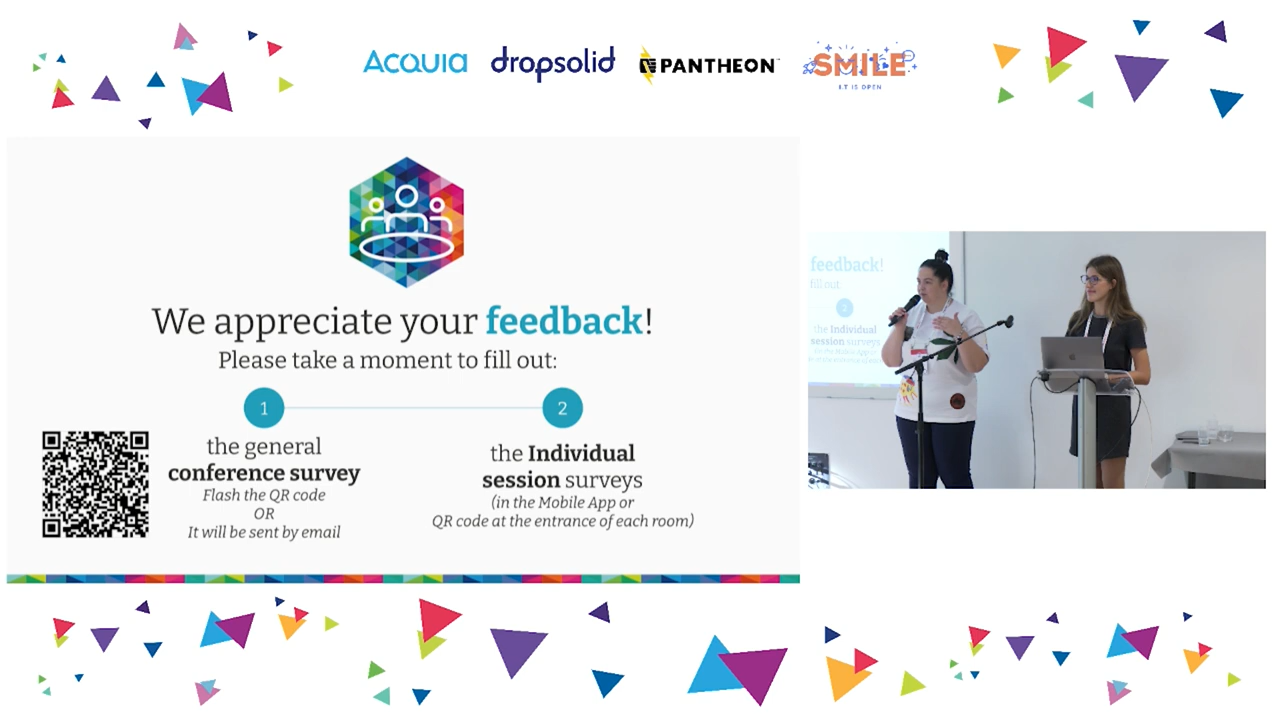 ACQUIA
dropsolid
PANTHEON
SMILE
I.T IS OPEN
We appreciate your feedback!
Please take a moment to fill out:
1
2
the general
conference survey
Flash the QR code
OR
It will be sent by email
the Individual
session surveys
(in the Mobile App or
QR code at the entrance of each room)
feedback!
fill out:
2
the Individual
session surveys